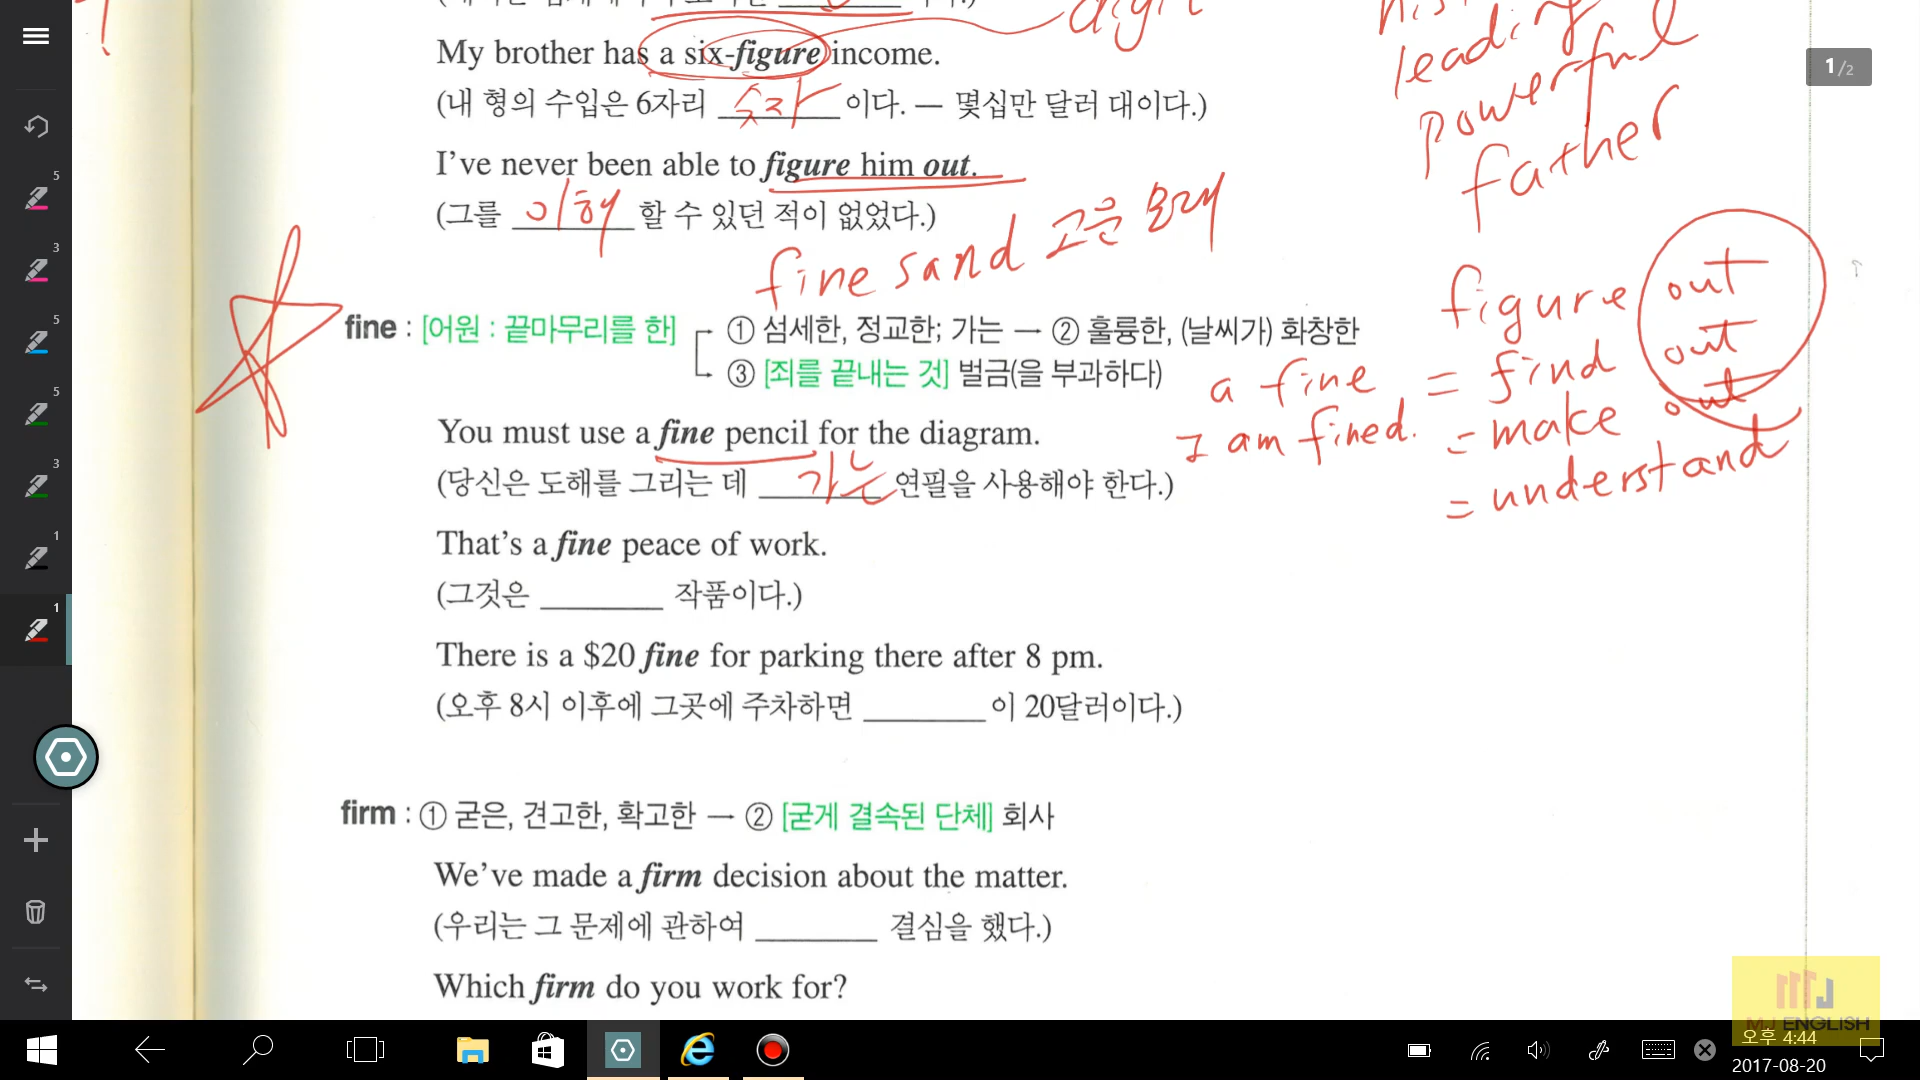 digit
leading
powerful
father
1/2
My brother has a six-figure income.
(내 형의 수입은 6자리 숫자 이다. — 몇십만 달러 대이다.)
I've never been able to figure him out.
(그를 이해 할 수 있던 적이 없었다.)
fine sand 고운 모래
fine : [어원 : 끝마무리를 한] ① 섬세한, 정교한; 가는 → ② 훌륭한, (날씨가) 화창한
③ [죄를 끝내는 것] 벌금(을 부과하다)
figure out
a fine = find out
I am fined. = make out
= understand
You must use a fine pencil for the diagram.
(당신은 도해를 그리는 데 가는 연필을 사용해야 한다.)
That's a fine peace of work.
(그것은 ________ 작품이다.)
There is a $20 fine for parking there after 8 pm.
(오후 8시 이후에 그곳에 주차하면 ________ 이 20달러이다.)
firm : ① 굳은, 견고한, 확고한 → ② [굳게 결속된 단체] 회사
We've made a firm decision about the matter.
(우리는 그 문제에 관하여 ________ 결심을 했다.)
Which firm do you work for?
5
3
5
5
3
1
1
MJ ENGLISH
오후 4:44
2017-08-20